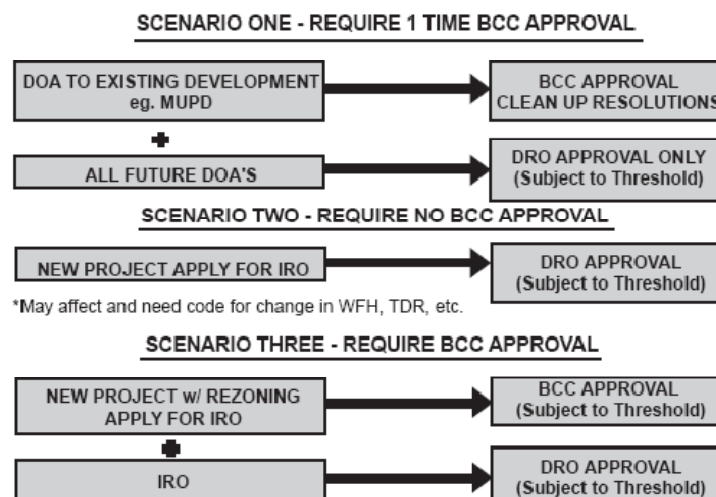 SCENARIO ONE - REQUIRE 1 TIME BCC APPROVAL
DOA TO EXISTING DEVELOPMENT
eg. MUPD
BCC APPROVAL
CLEAN UP RESOLUTIONS
ALL FUTURE DOA'S
DRO APPROVAL ONLY
(Subject to Threshold)
SCENARIO TWO - REQUIRE NO BCC APPROVAL
NEW PROJECT APPLY FOR IRO
DRO APPROVAL
(Subject to Threshold)
*May affect and need code for change in WFH, TDR, etc.
SCENARIO THREE - REQUIRE BCC APPROVAL
NEW PROJECT w/ REZONING
APPLY FOR IRO
BCC APPROVAL
(Subject to Threshold)
IRO
DRO APPROVAL
(Subject to Threshold)